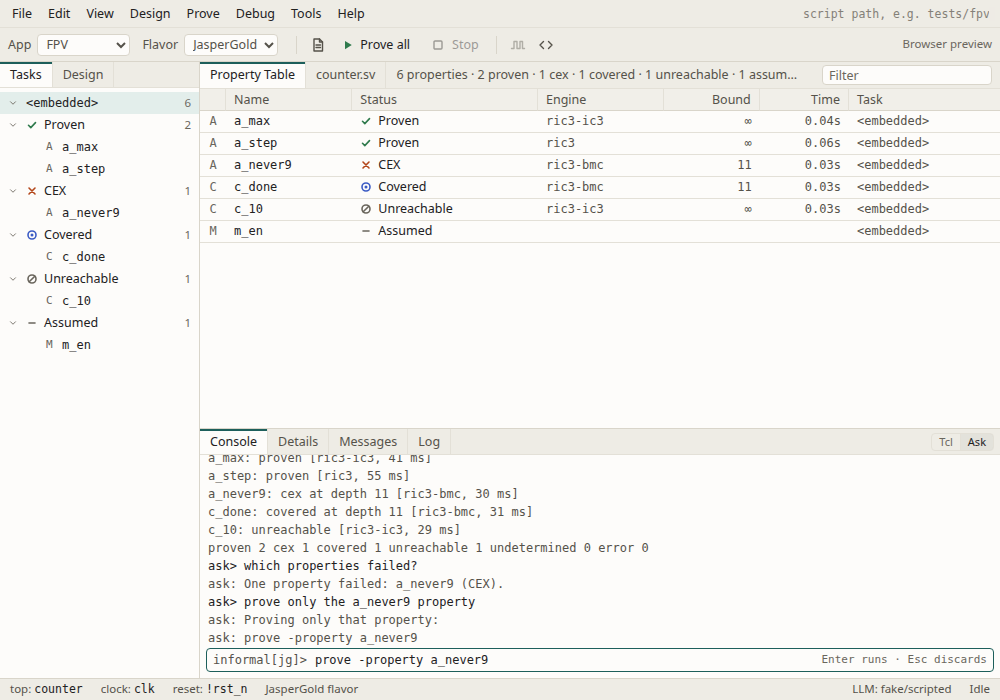 File Edit View Design Prove Debug Tools Help script path, e.g. tests/fpv
App FPV Flavor JasperGold Prove all Stop Browser preview
Tasks Design
<embedded> 6
Proven 2
A a_max
A a_step
CEX 1
A a_never9
Covered 1
C c_done
Unreachable 1
C c_10
Assumed 1
M m_en
Property Table counter.sv 6 properties · 2 proven · 1 cex · 1 covered · 1 unreachable · 1 assum... Filter
Name Status Engine Bound Time Task
A a_max Proven ric3-ic3 ∞ 0.04s <embedded>
A a_step Proven ric3 ∞ 0.06s <embedded>
A a_never9 CEX ric3-bmc 11 0.03s <embedded>
C c_done Covered ric3-bmc 11 0.03s <embedded>
C c_10 Unreachable ric3-ic3 ∞ 0.03s <embedded>
M m_en Assumed <embedded>
Console Details Messages Log Tcl Ask
a_max: proven [ric3-ic3, 41 ms]
a_step: proven [ric3, 55 ms]
a_never9: cex at depth 11 [ric3-bmc, 30 ms]
c_done: covered at depth 11 [ric3-bmc, 31 ms]
c_10: unreachable [ric3-ic3, 29 ms]
proven 2 cex 1 covered 1 unreachable 1 undetermined 0 error 0
ask> which properties failed?
ask: One property failed: a_never9 (CEX).
ask> prove only the a_never9 property
ask: Proving only that property:
ask: prove -property a_never9
informal[jg]> prove -property a_never9 Enter runs · Esc discards
top: counter clock: clk reset: !rst_n JasperGold flavor LLM: fake/scripted Idle